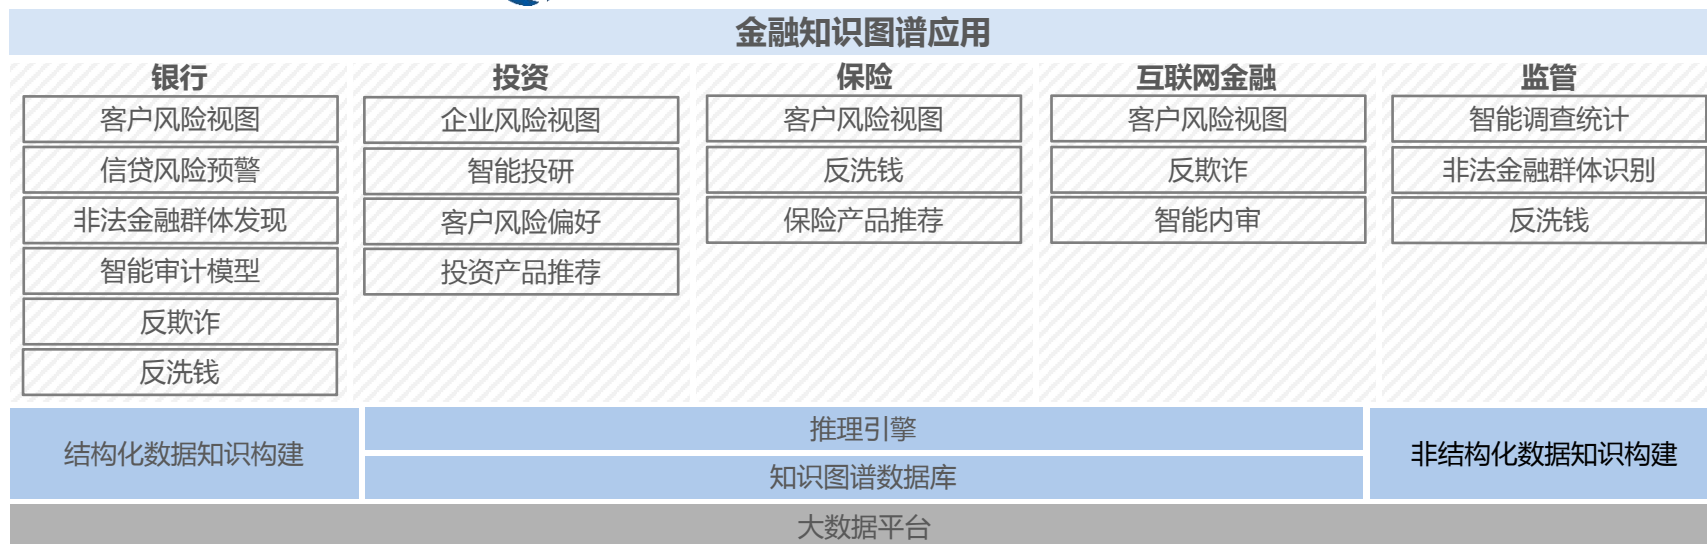 金融知识图谱应用
银行
客户风险视图
信贷风险预警
非法金融群体发现
智能审计模型
反欺诈
反洗钱
投资
企业风险视图
智能投研
客户风险偏好
投资产品推荐
保险
客户风险视图
反洗钱
保险产品推荐
互联网金融
客户风险视图
反欺诈
智能内审
监管
智能调查统计
非法金融群体识别
反洗钱
结构化数据知识构建
推理引擎
知识图谱数据库
非结构化数据知识构建
大数据平台